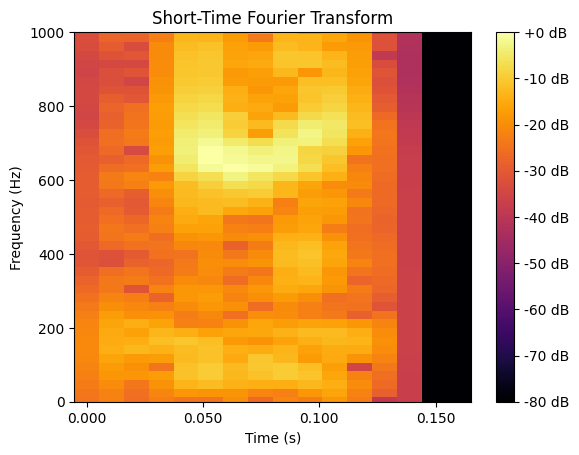 Short-Time Fourier Transform
Frequency (Hz)
1000
800
600
400
200
0
0.000
0.050
0.100
0.150
Time (s)
+0 dB
-10 dB
-20 dB
-30 dB
-40 dB
-50 dB
-60 dB
-70 dB
-80 dB